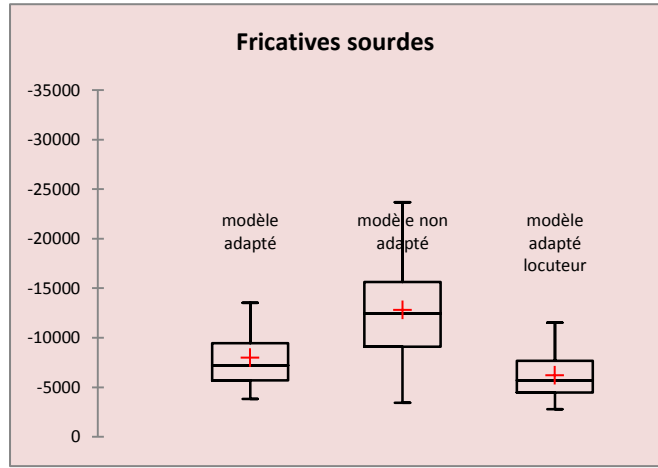 Fricatives sourdes
-35000
-30000
-25000
-20000
-15000
-10000
-5000
0
modèle
adapté
modèle non
adapté
modèle
adapté
locuteur